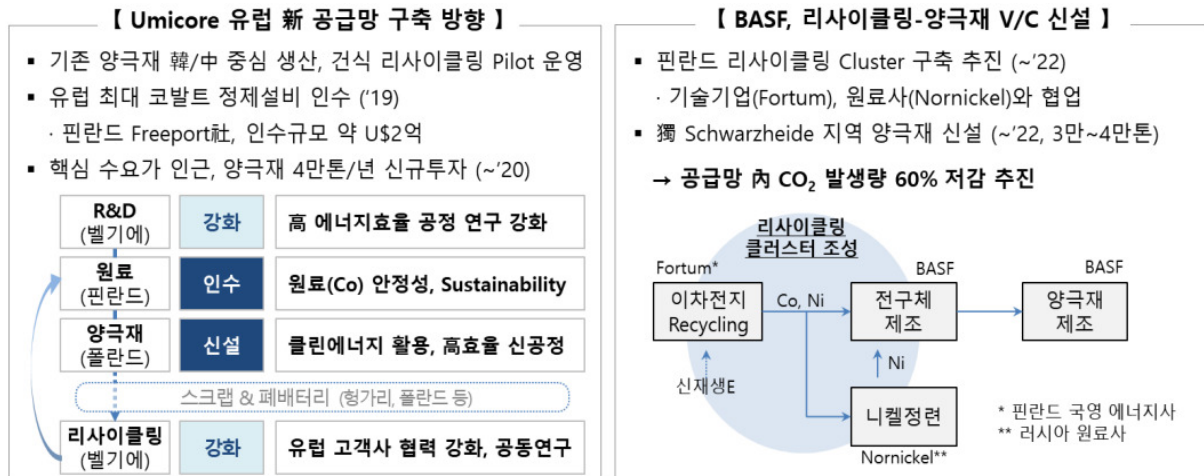 【 Umicore 유럽 新 공급망 구축 방향 】
▪ 기존 양극재 韓/中 중심 생산, 건식 리사이클링 Pilot 운영
▪ 유럽 최대 코발트 정제설비 인수 (’19)
· 핀란드 Freeport社, 인수규모 약 U$2억
▪ 핵심 수요가 인근, 양극재 4만톤/년 신규투자 (~’20)
R&D
(벨기에)
강화
高 에너지효율 공정 연구 강화
원료
(핀란드)
인수
원료(Co) 안정성, Sustainability
양극재
(폴란드)
신설
클린에너지 활용, 高효율 신공정
스크랩 & 폐배터리 (헝가리, 폴란드 등)
리사이클링
(벨기에)
강화
유럽 고객사 협력 강화, 공동연구
【 BASF, 리사이클링-양극재 V/C 신설 】
▪ 핀란드 리사이클링 Cluster 구축 추진 (~’22)
· 기술기업(Fortum), 원료사(Nornickel)와 협업
▪ 獨 Schwarzheide 지역 양극재 신설 (~’22, 3만~4만톤)
→ 공급망 內 CO₂ 발생량 60% 저감 추진
리사이클링
클러스터 조성
Fortum*
이차전지
Recycling
Co, Ni
BASF
전구체
제조
BASF
양극재
제조
신재생E
Ni
니켈정련
Nornickel**
* 핀란드 국영 에너지사
** 러시아 원료사